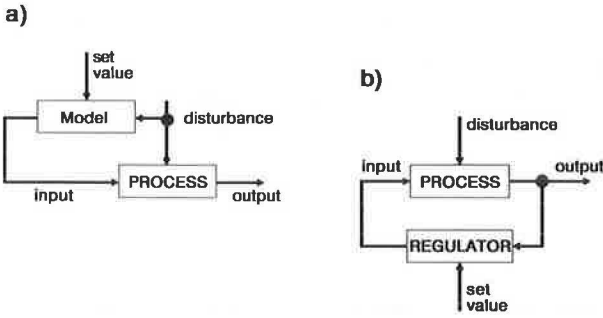 a)
set
value
Model
disturbance
PROCESS
input
output
b)
disturbance
input
output
PROCESS
REGULATOR
set
value